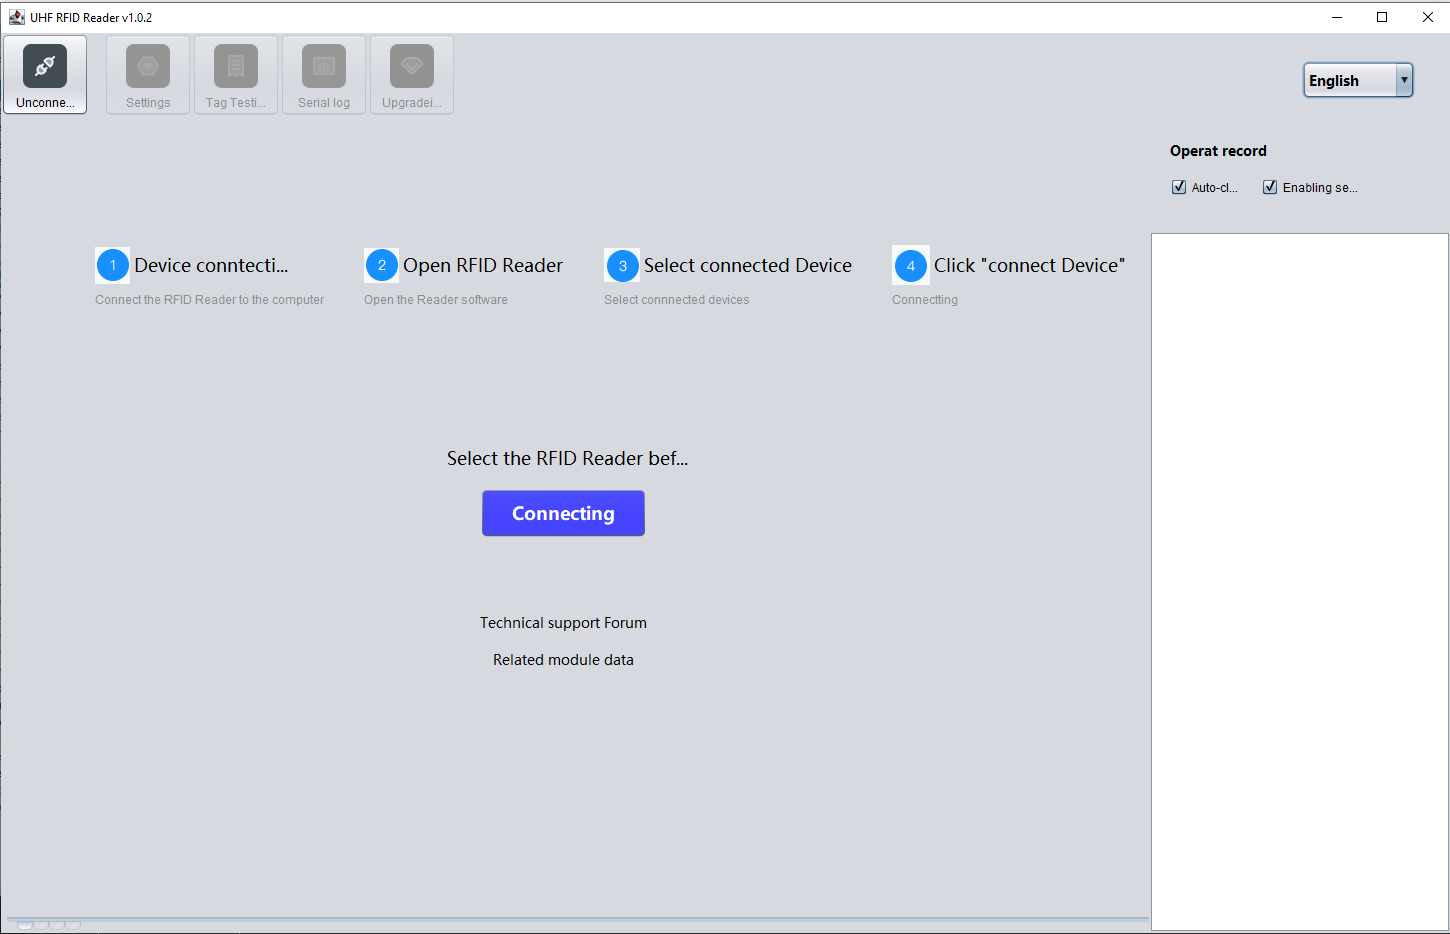 UHF RFID Reader v1.0.2
Unconne...
Settings
Tag Testi...
Serial log
Upgradei...
English
Operat record
Auto-cl...
Enabling se...
1 Device conntecti...
Connect the RFID Reader to the computer
2 Open RFID Reader
Open the Reader software
3 Select connected Device
Select connnected devices
4 Click "connect Device"
Connectting
Select the RFID Reader bef...
Connecting
Technical support Forum
Related module data